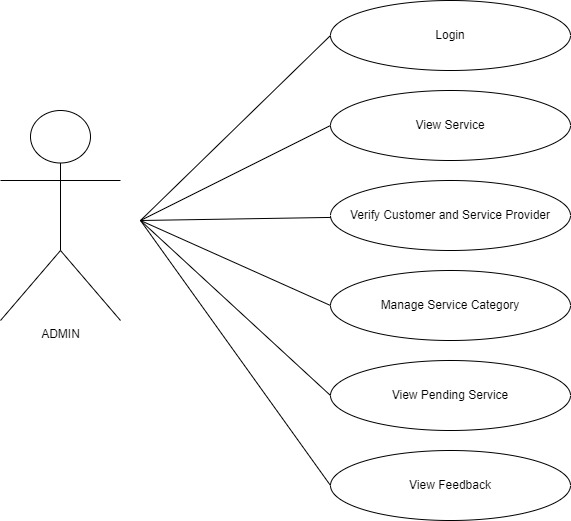 Login
View Service
Verify Customer and Service Provider
Manage Service Category
ADMIN
View Pending Service
View Feedback